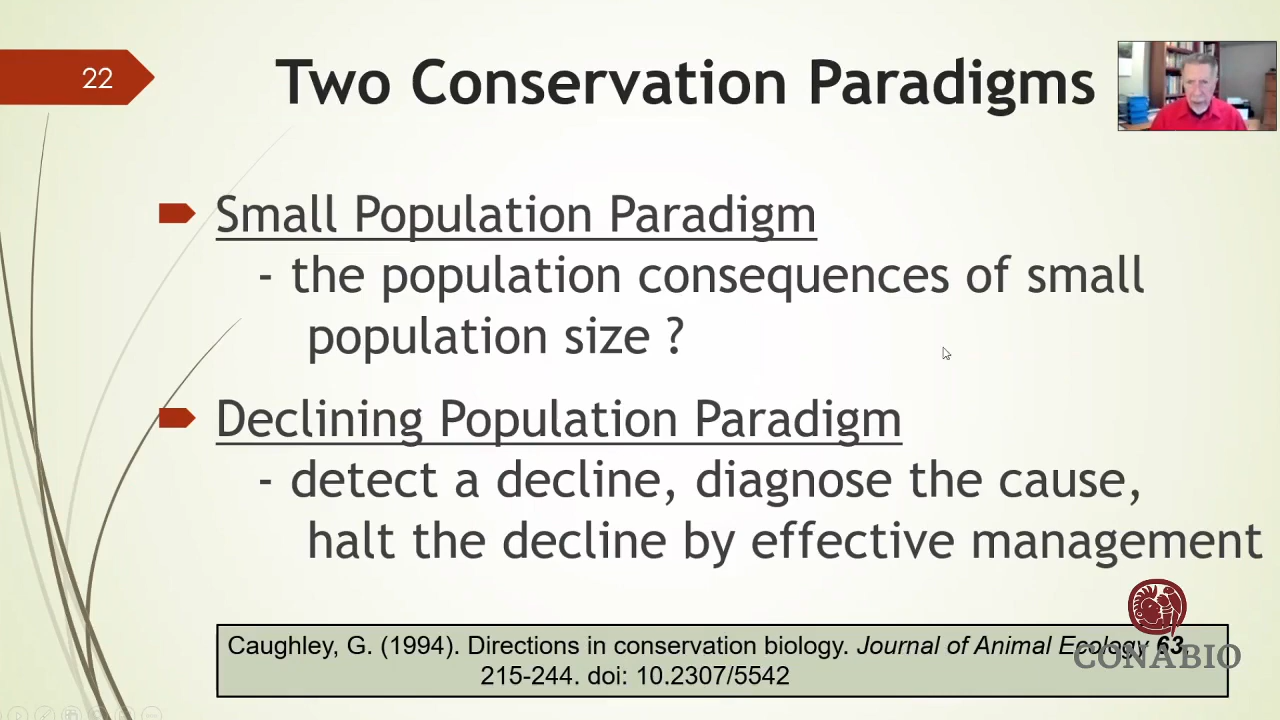 22
Two Conservation Paradigms
Small Population Paradigm
- the population consequences of small
population size ?
Declining Population Paradigm
- detect a decline, diagnose the cause,
halt the decline by effective management
Caughley, G. (1994). Directions in conservation biology. Journal of Animal Ecology 63
215-244. doi: 10.2307/5542
CONABIO